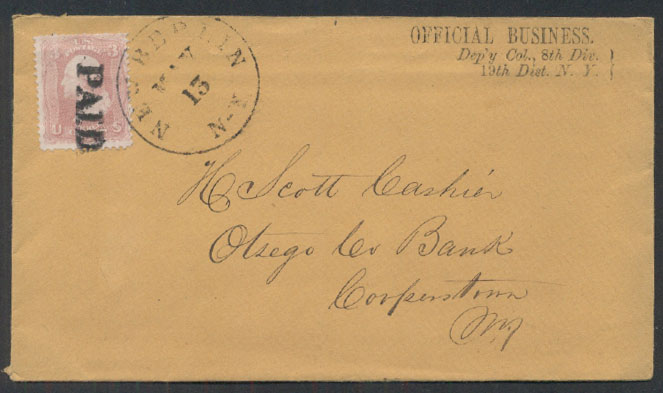 OFFICIAL BUSINESS.
Dep'y Col., 8th Div.
19th Dist. N. Y.
NEW BERLIN
N-Y
MAY
13
PAID
U S
H Scott Cashier
Otsego Co Bank
Cooperstown
NY